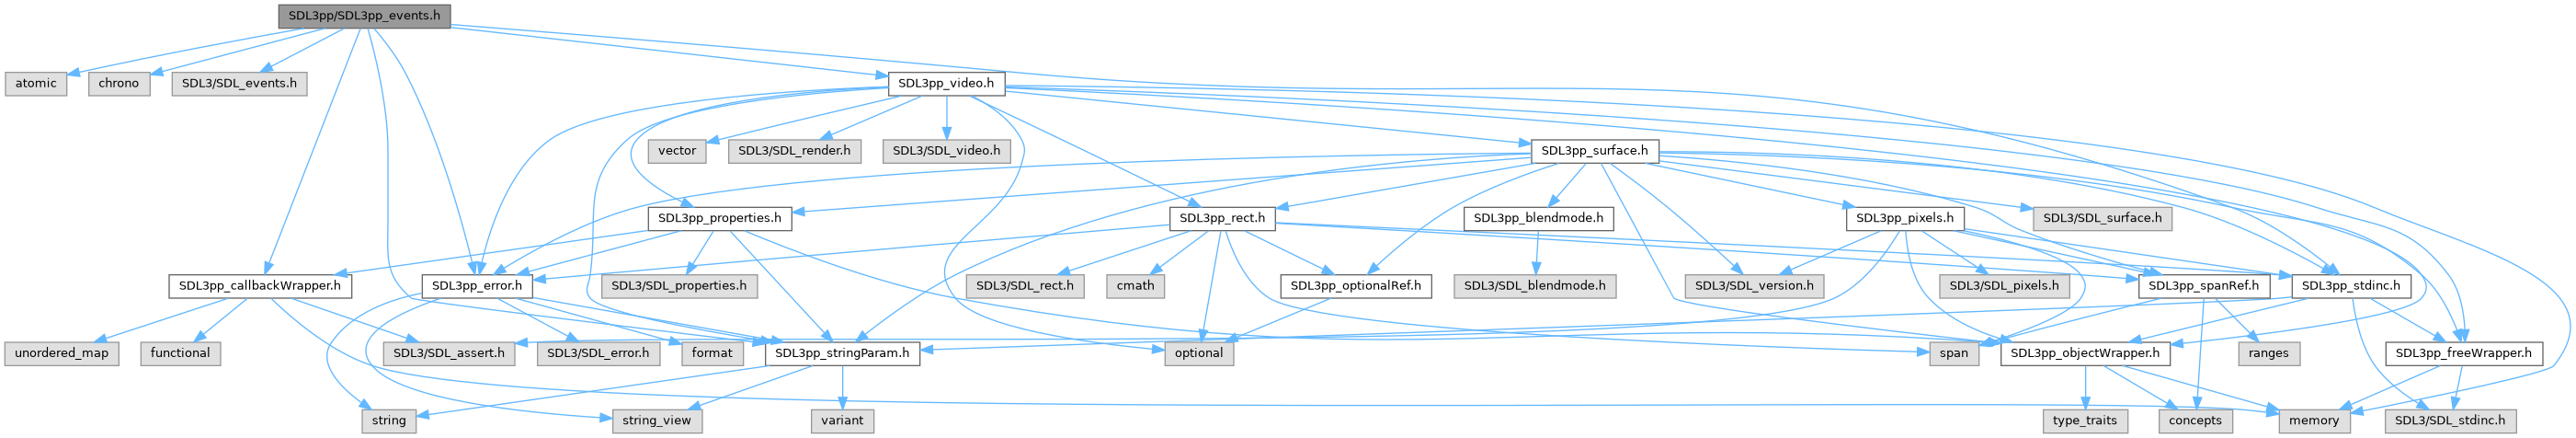 SDL3pp/SDL3pp_events.h
atomic
chrono
SDL3/SDL_events.h
SDL3pp_video.h
vector
SDL3/SDL_render.h
SDL3/SDL_video.h
SDL3pp_surface.h
SDL3pp_properties.h
SDL3pp_rect.h
SDL3pp_blendmode.h
SDL3pp_pixels.h
SDL3/SDL_surface.h
SDL3pp_callbackWrapper.h
SDL3pp_error.h
SDL3/SDL_properties.h
SDL3/SDL_rect.h
cmath
SDL3pp_optionalRef.h
SDL3/SDL_blendmode.h
SDL3/SDL_version.h
SDL3/SDL_pixels.h
SDL3pp_spanRef.h
SDL3pp_stdinc.h
unordered_map
functional
SDL3/SDL_assert.h
SDL3/SDL_error.h
format
SDL3pp_stringParam.h
optional
span
SDL3pp_objectWrapper.h
ranges
SDL3pp_freeWrapper.h
string
string_view
variant
type_traits
concepts
memory
SDL3/SDL_stdinc.h